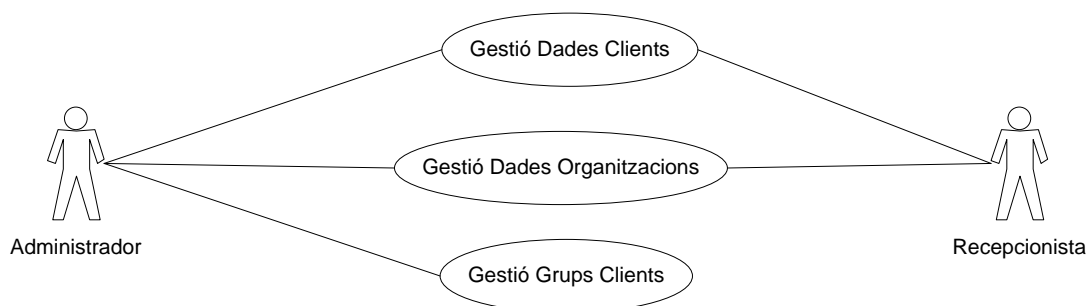 Gestió Dades Clients
Gestió Dades Organitzacions
Administrador
Recepcionista
Gestió Grups Clients